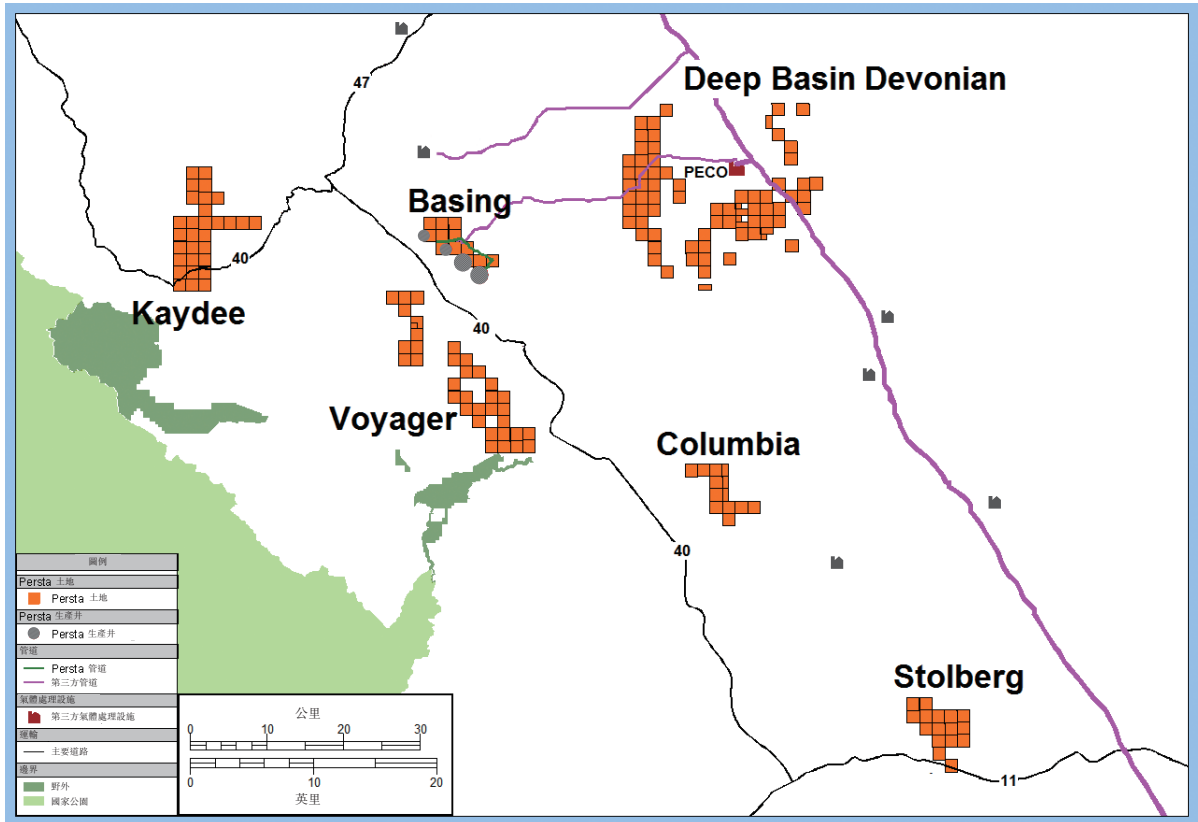 47
Deep Basin Devonian
PECO
Basing
40
Kaydee
40
Voyager
Columbia
40
Stolberg
11
圖例
Persta 土地
Persta 土地
Persta 生產井
Persta 生產井
管道
Persta 管道
第三方管道
氣體處理設施
第三方氣體處理設施
運輸
主要道路
邊界
野外
國家公園
公里
0 10 20 30
0 10 20
英里